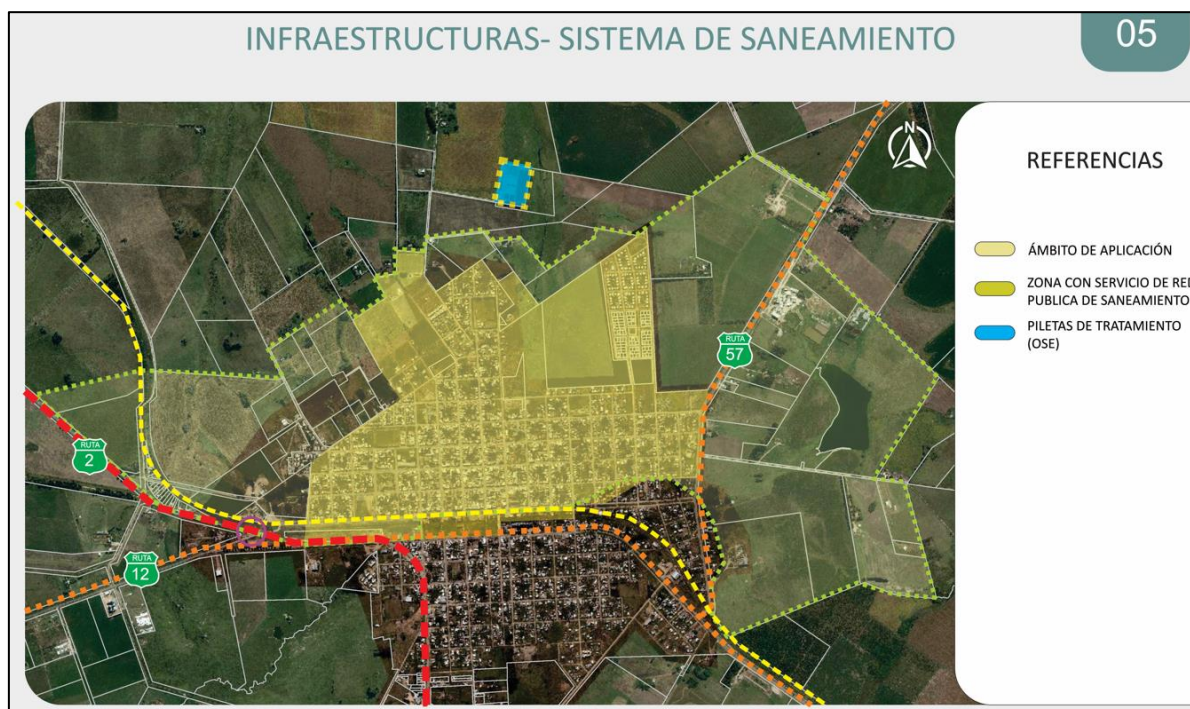 INFRAESTRUCTURAS- SISTEMA DE SANEAMIENTO
05
N
REFERENCIAS
ÁMBITO DE APLICACIÓN
ZONA CON SERVICIO DE RED
PUBLICA DE SANEAMIENTO
PILETAS DE TRATAMIENTO
(OSE)
RUTA
57
RUTA
2
RUTA
12